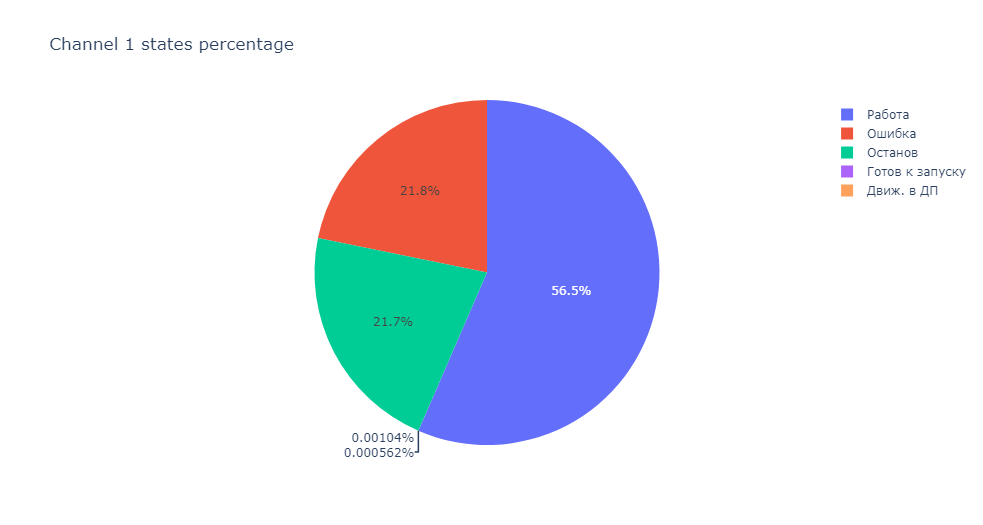 Channel 1 states percentage
Работа
Ошибка
Останов
Готов к запуску
Движ. в ДП
21.8%
56.5%
21.7%
0.00104%
0.000562%